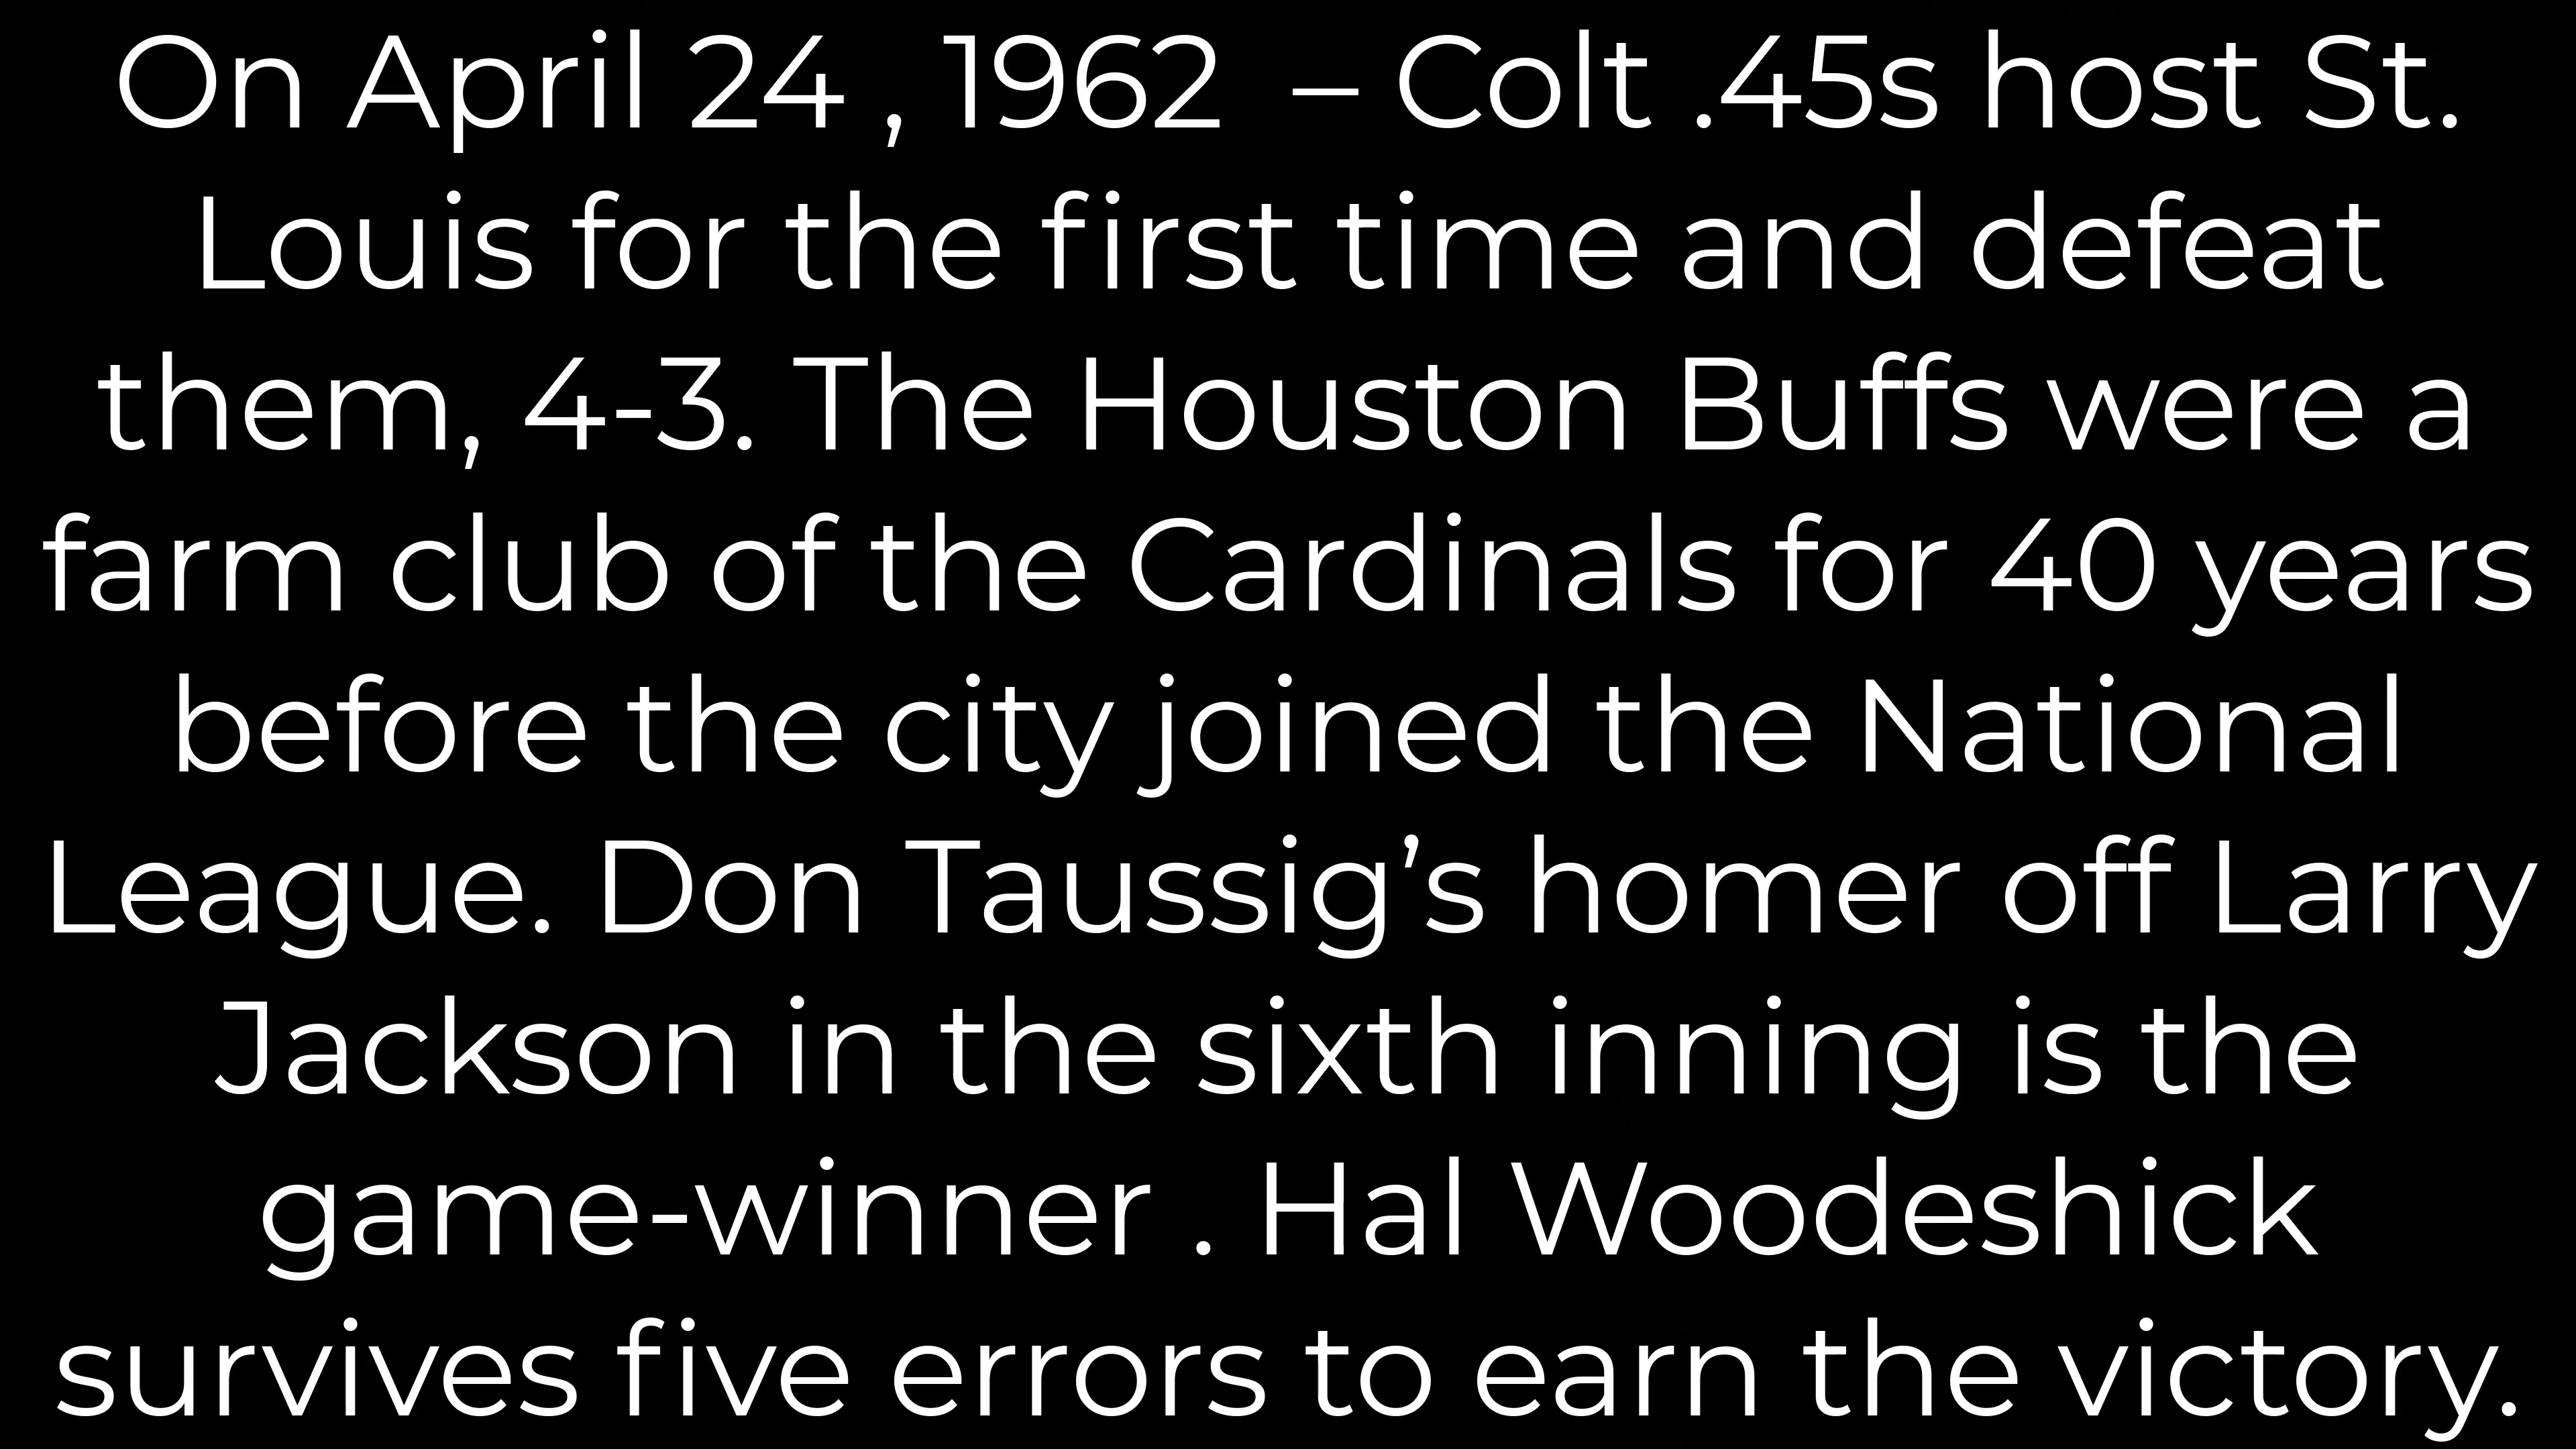 On April 24 , 1962  – Colt .45s host St.
Louis for the first time and defeat
them, 4-3. The Houston Buffs were a
farm club of the Cardinals for 40 years
before the city joined the National
League. Don Taussig’s homer off Larry
Jackson in the sixth inning is the
game-winner . Hal Woodeshick
survives five errors to earn the victory.